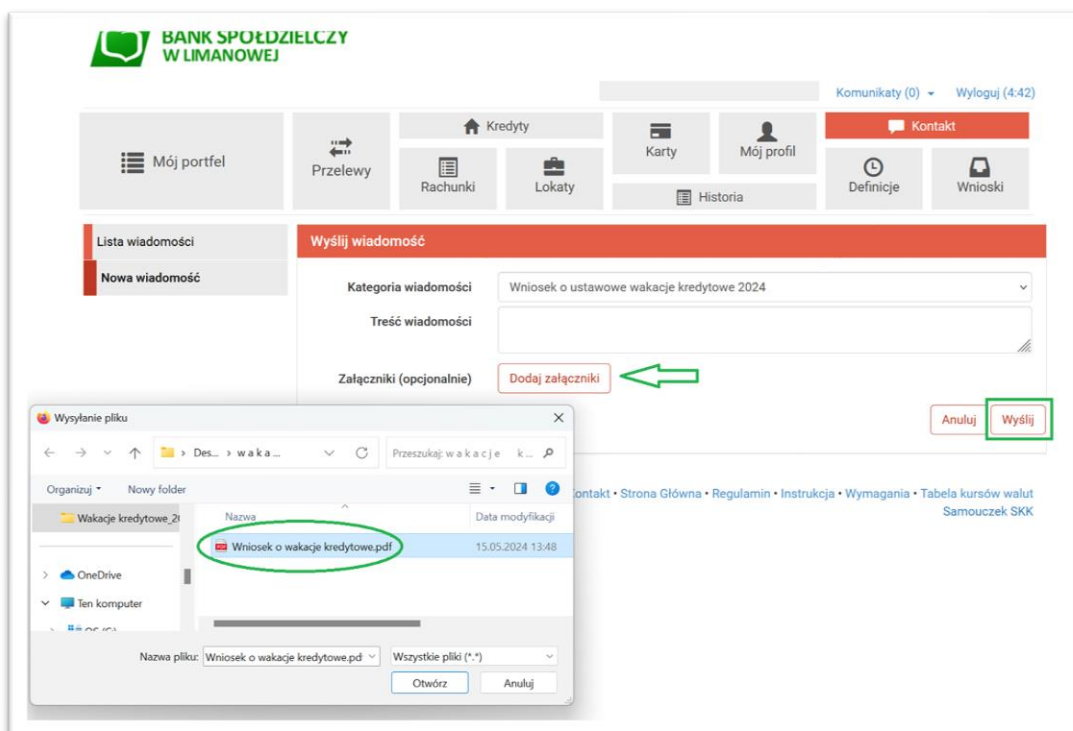 BANK SPÓŁDZIELCZY
W LIMANOWEJ
Komunikaty (0) Wyloguj (4:42)
Mój portfel
Przelewy
Kredyty
Rachunki
Lokaty
Karty
Mój profil
Historia
Kontakt
Definicje
Wnioski
Lista wiadomości
Nowa wiadomość
Wyślij wiadomość
Kategoria wiadomości Wniosek o ustawowe wakacje kredytowe 2024
Treść wiadomości
Załączniki (opcjonalnie) Dodaj załączniki
Anuluj Wyślij
Wysyłanie pliku
Des... › w a k a ... Przeszukaj: w a k a c j e k ...
Organizuj Nowy folder
Wakacje kredytowe_2
Nazwa Data modyfikacji
Wniosek o wakacje kredytowe.pdf 15.05.2024 13:48
OneDrive
Ten komputer
Nazwa pliku: Wniosek o wakacje kredytowe.pd Wszystkie pliki (*.*)
Otwórz Anuluj
ontakt • Strona Główna • Regulamin • Instrukcja • Wymagania • Tabela kursów walut
Samouczek SKK